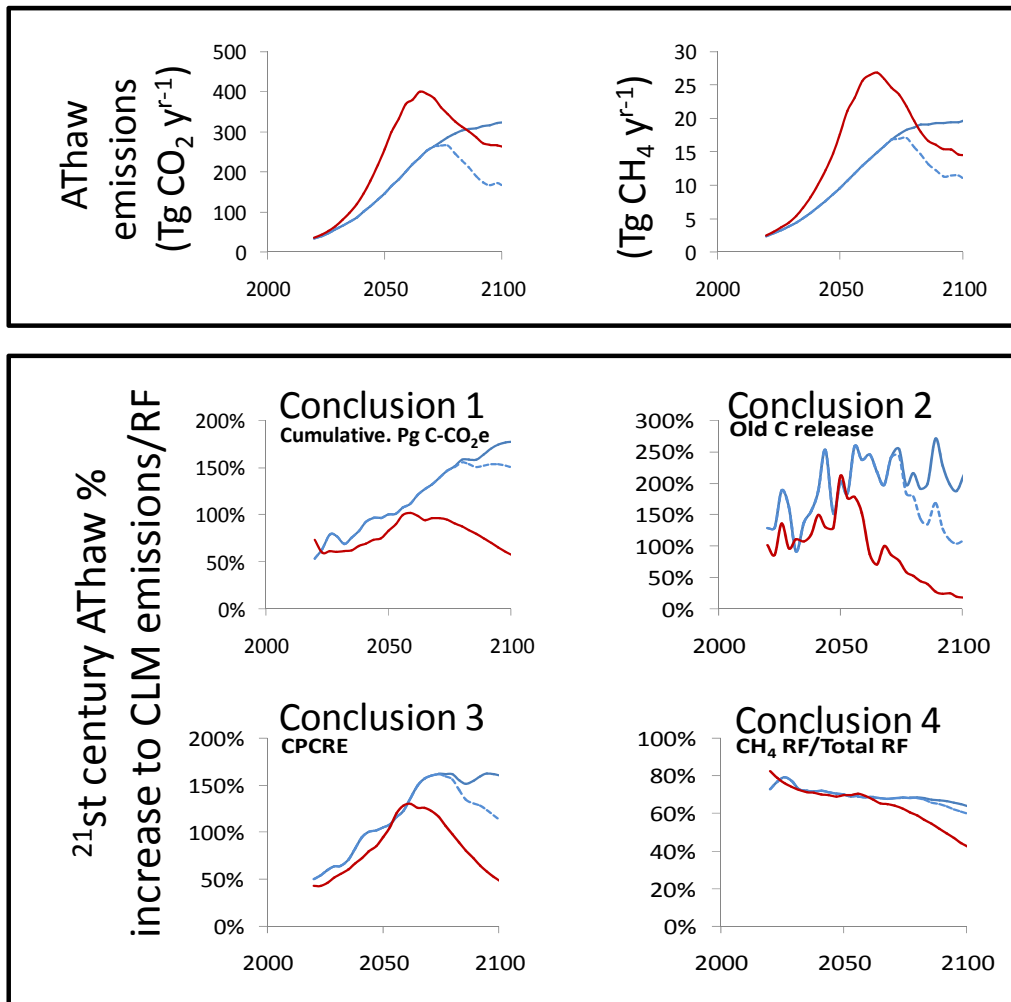 AThaw
emissions
(Tg CO2 y^r-1)
500
400
300
200
100
0
2000 2050 2100
(Tg CH4 y^r-1)
30
25
20
15
10
5
0
2000 2050 2100
21st century AThaw %
increase to CLM emissions/RF
Conclusion 1
Cumulative. Pg C-CO2e
200%
150%
100%
50%
0%
2000 2050 2100
Conclusion 2
Old C release
300%
250%
200%
150%
100%
50%
0%
2000 2050 2100
Conclusion 3
CPCRE
200%
150%
100%
50%
0%
2000 2050 2100
Conclusion 4
CH4 RF/Total RF
100%
80%
60%
40%
20%
0%
2000 2050 2100